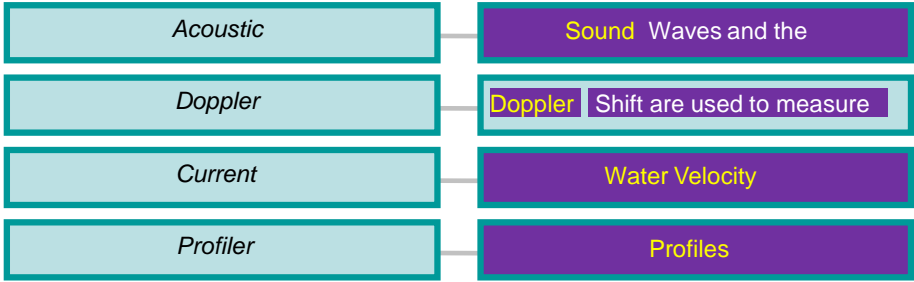 Acoustic
Sound Waves and the
Doppler
Doppler Shift are used to measure
Current
Water Velocity
Profiler
Profiles